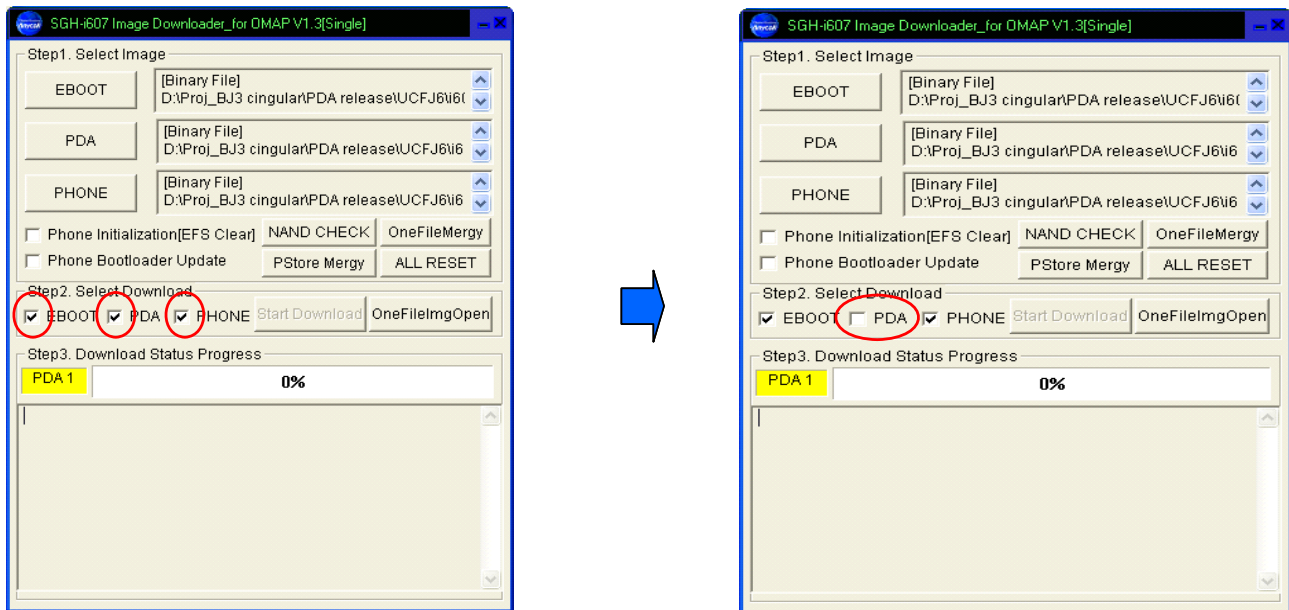 SGH-i607 Image Downloader_for OMAP V1.3[Single]
Step1. Select Image
EBOOT
[Binary File]
D:\Proj_BJ3 cingular\PDA release\UCFJ6\i6(
PDA
[Binary File]
D:\Proj_BJ3 cingular\PDA release\UCFJ6\i6
PHONE
[Binary File]
D:\Proj_BJ3 cingular\PDA release\UCFJ6\i6
Phone Initialization[EFS Clear] NAND CHECK OneFileMergy
Phone Bootloader Update PStore Mergy ALL RESET
Step2. Select Download
EBOOT PDA PHONE Start Download OneFileImgOpen
Step3. Download Status Progress
PDA 1 0%
SGH-i607 Image Downloader_for OMAP V1.3[Single]
Step1. Select Image
EBOOT
[Binary File]
D:\Proj_BJ3 cingular\PDA release\UCFJ6\i6(
PDA
[Binary File]
D:\Proj_BJ3 cingular\PDA release\UCFJ6\i6
PHONE
[Binary File]
D:\Proj_BJ3 cingular\PDA release\UCFJ6\i6
Phone Initialization[EFS Clear] NAND CHECK OneFileMergy
Phone Bootloader Update PStore Mergy ALL RESET
Step2. Select Download
EBOOT PDA PHONE Start Download OneFileImgOpen
Step3. Download Status Progress
PDA 1 0%